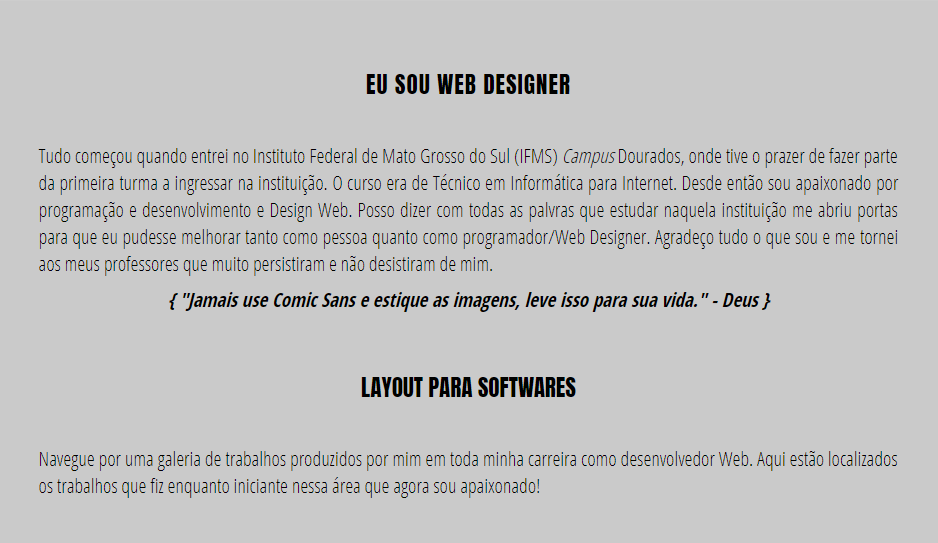 EU SOU WEB DESIGNER
Tudo começou quando entrei no Instituto Federal de Mato Grosso do Sul (IFMS) Campus Dourados, onde tive o prazer de fazer parte
da primeira turma a ingressar na instituição. O curso era de Técnico em Informática para Internet. Desde então sou apaixonado por
programação e desenvolvimento e Design Web. Posso dizer com todas as palvras que estudar naquela instituição me abriu portas
para que eu pudesse melhorar tanto como pessoa quanto como programador/Web Designer. Agradeço tudo o que sou e me tornei
aos meus professores que muito persistiram e não desistiram de mim.
{ "Jamais use Comic Sans e estique as imagens, leve isso para sua vida." - Deus }
LAYOUT PARA SOFTWARES
Navegue por uma galeria de trabalhos produzidos por mim em toda minha carreira como desenvolvedor Web. Aqui estão localizados
os trabalhos que fiz enquanto iniciante nessa área que agora sou apaixonado!